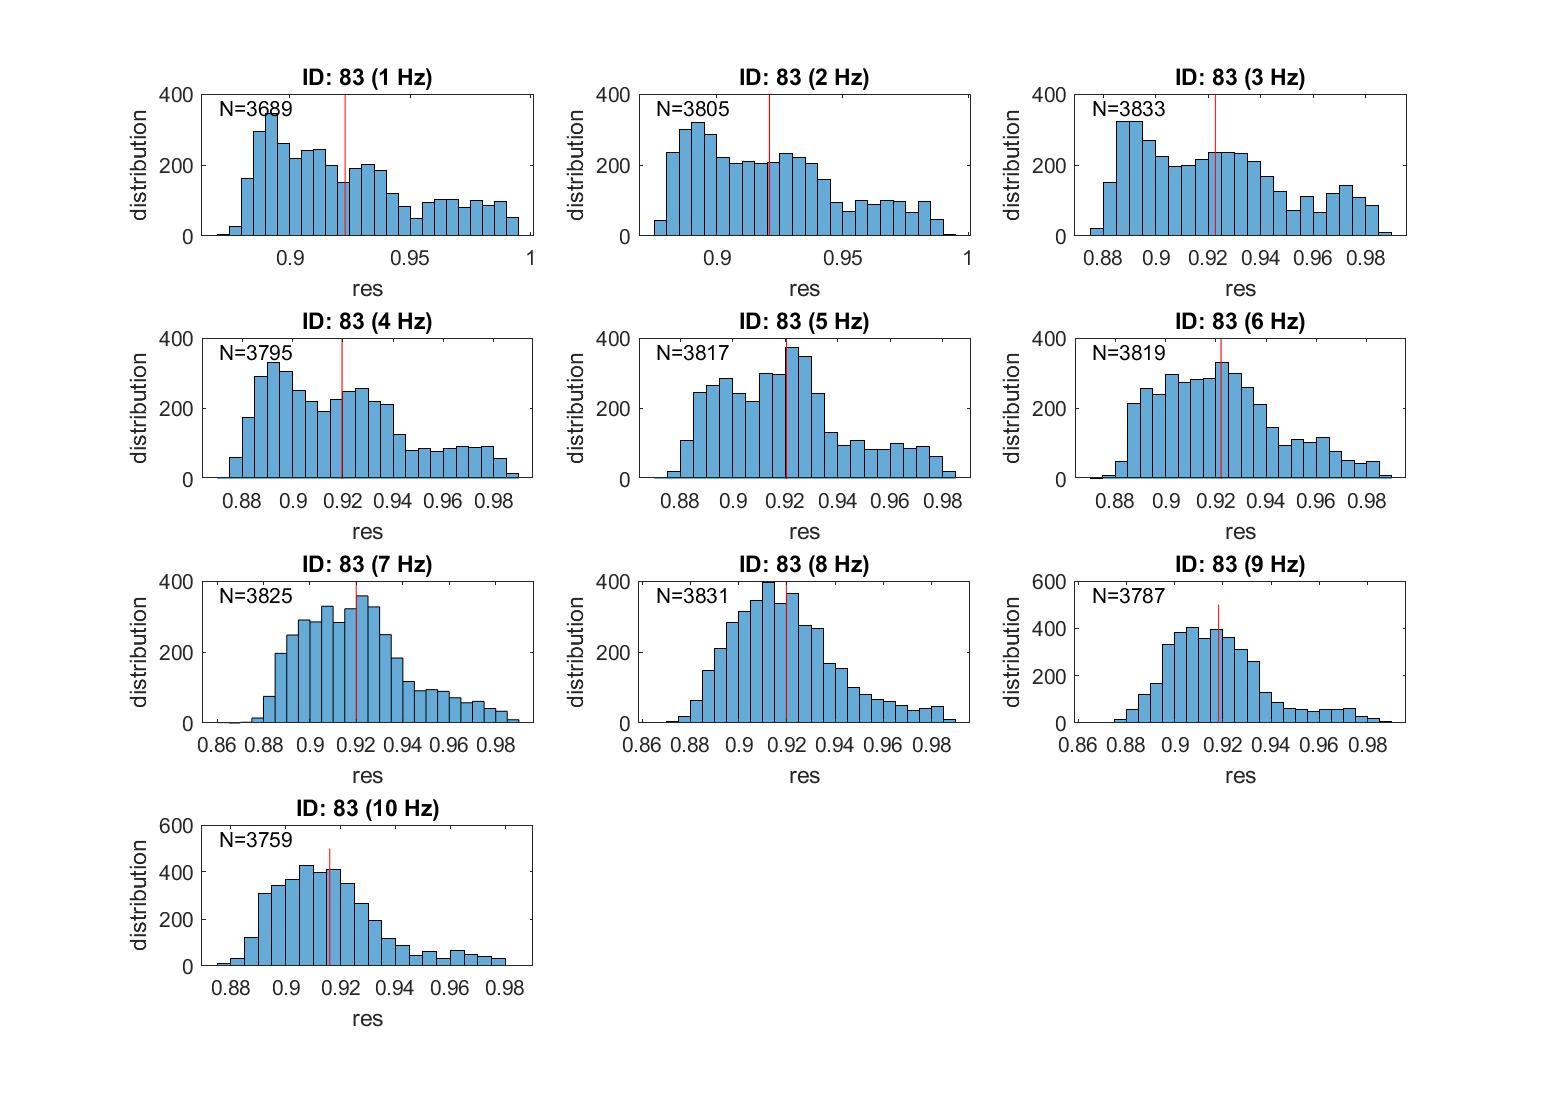 ID: 83 (1 Hz)
N=3689
distribution
400
200
0
0.9 0.95 1
res
ID: 83 (2 Hz)
N=3805
distribution
400
200
0
0.9 0.95 1
res
ID: 83 (3 Hz)
N=3833
distribution
400
200
0
0.88 0.9 0.92 0.94 0.96 0.98
res
ID: 83 (4 Hz)
N=3795
distribution
400
200
0
0.88 0.9 0.92 0.94 0.96 0.98
res
ID: 83 (5 Hz)
N=3817
distribution
400
200
0
0.88 0.9 0.92 0.94 0.96 0.98
res
ID: 83 (6 Hz)
N=3819
distribution
400
200
0
0.88 0.9 0.92 0.94 0.96 0.98
res
ID: 83 (7 Hz)
N=3825
distribution
400
200
0
0.86 0.88 0.9 0.92 0.94 0.96 0.98
res
ID: 83 (8 Hz)
N=3831
distribution
400
200
0
0.86 0.88 0.9 0.92 0.94 0.96 0.98
res
ID: 83 (9 Hz)
N=3787
distribution
600
400
200
0
0.86 0.88 0.9 0.92 0.94 0.96 0.98
res
ID: 83 (10 Hz)
N=3759
distribution
600
400
200
0
0.88 0.9 0.92 0.94 0.96 0.98
res